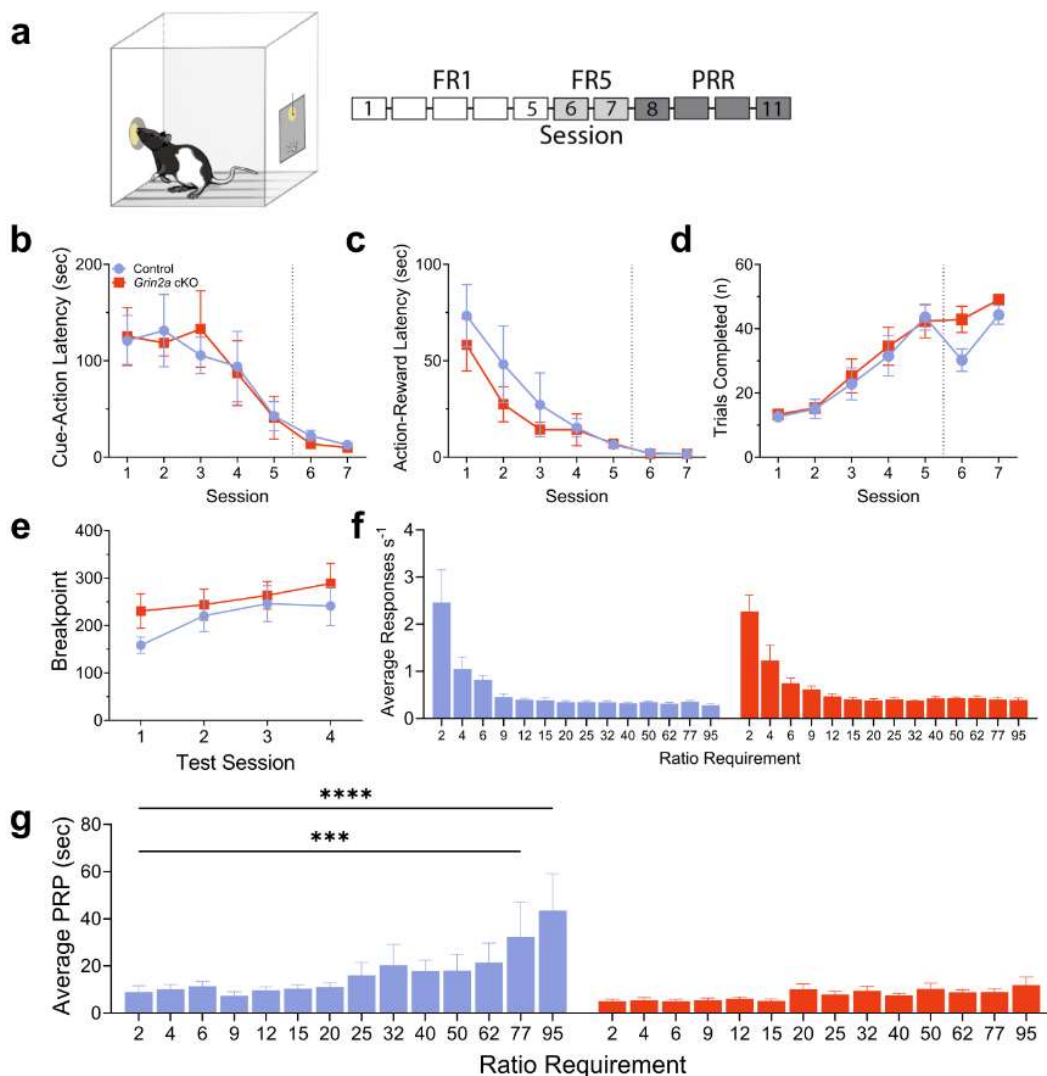 a
FR1 FR5 PRR
1 5 6 7 8 11
Session
b
Cue-Action Latency (sec)
200
150
100
50
0
Control
Grin2a cKO
1 2 3 4 5 6 7
Session
c
Action-Reward Latency (sec)
100
50
0
1 2 3 4 5 6 7
Session
d
Trials Completed (n)
60
40
20
0
1 2 3 4 5 6 7
Session
e
Breakpoint
400
300
200
100
0
1 2 3 4
Test Session
f
Average Responses s⁻¹
4
3
2
1
0
2 4 6 9 12 15 20 25 32 40 50 62 77 95 2 4 6 9 12 15 20 25 32 40 50 62 77 95
Ratio Requirement
g
Average PRP (sec)
80
60
40
20
0
****
***
2 4 6 9 12 15 20 25 32 40 50 62 77 95 2 4 6 9 12 15 20 25 32 40 50 62 77 95
Ratio Requirement